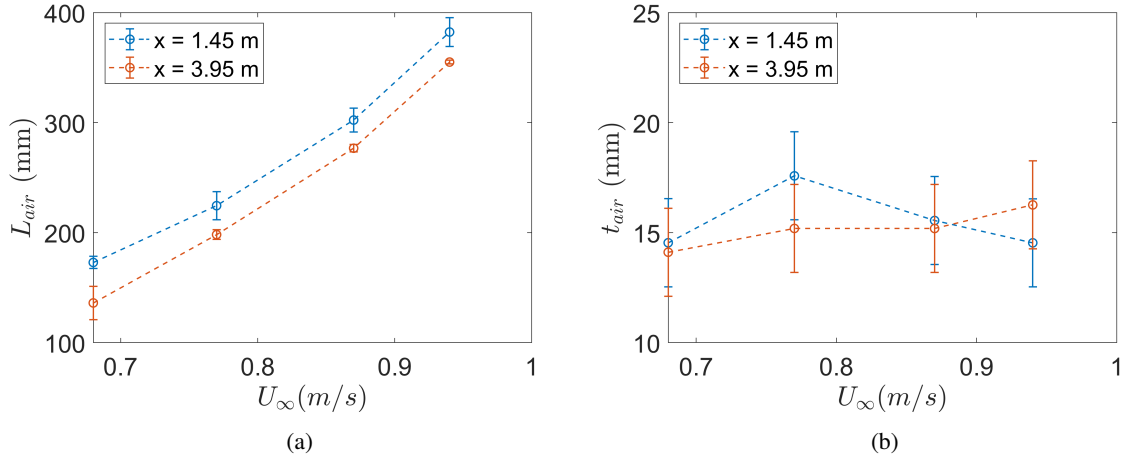 400
300
200
100
L_air (mm)
x = 1.45 m
x = 3.95 m
0.7 0.8 0.9 1
U_∞(m/s)
(a)
25
20
15
10
t_air (mm)
x = 1.45 m
x = 3.95 m
0.7 0.8 0.9 1
U_∞(m/s)
(b)